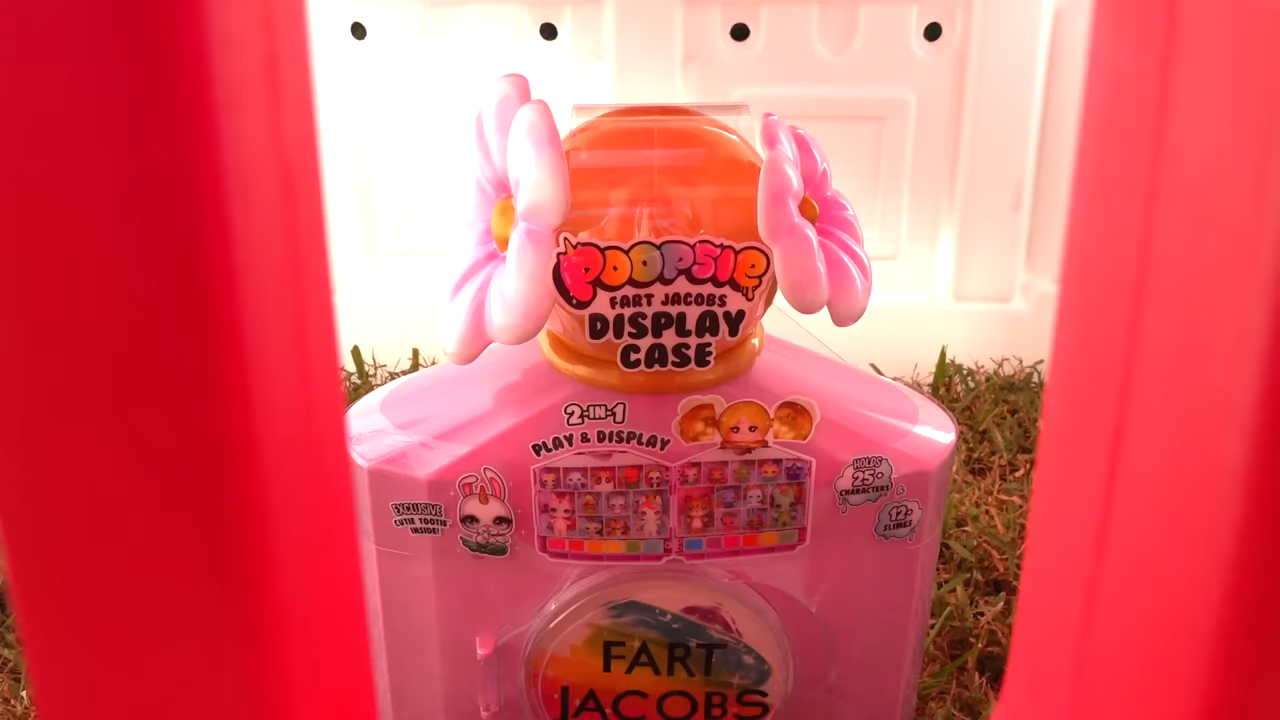 POOPSIE
FART JACOBS
DISPLAY
CASE
2-IN-1
PLAY & DISPLAY
EXCLUSIVE
CUTIE TOOTIE
INSIDE!
HOLDS
25+
CHARACTERS
&
12+
SLIMES
FART
JACOBS